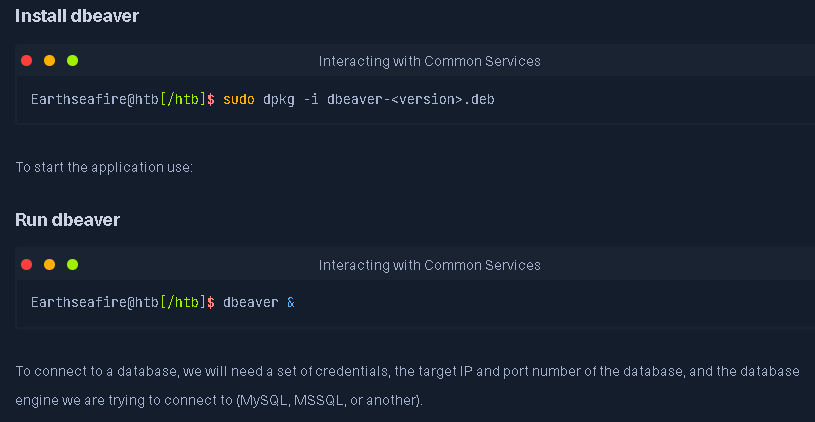 Install dbeaver
Interacting with Common Services
Earthseafire@htb[/htb]$ sudo dpkg -i dbeaver-<version>.deb
To start the application use:
Run dbeaver
Interacting with Common Services
Earthseafire@htb[/htb]$ dbeaver &
To connect to a database, we will need a set of credentials, the target IP and port number of the database, and the database
engine we are trying to connect to (MySQL, MSSQL, or another).